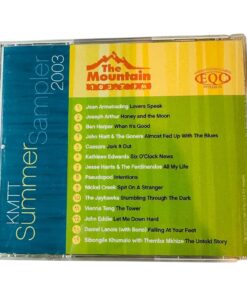 The
Mountain
103.7 FM
EQO
KMTT
Summer
Sampler
2003
1 Joan Armatrading Lovers Speak
2 Joseph Arthur Honey and the Moon
3 Ben Harper When It's Good
4 John Hiatt & The Goners Almost Fed Up With The Blues
5 Caesars Jerk It Out
6 Kathleen Edwards Six O'Clock News
7 Jesse Harris & The Ferdinandos All My Life
8 Pseudopod Intentions
9 Nickel Creek Spit On A Stranger
10 The Jayhawks Stumbling Through The Dark
11 Vienna Teng The Tower
12 John Eddie Let Me Down Hard
13 Daniel Lanois (with Bono) Falling At Your Feet
14 Sibongile Khumalo with Themba Mkhize The Untold Story